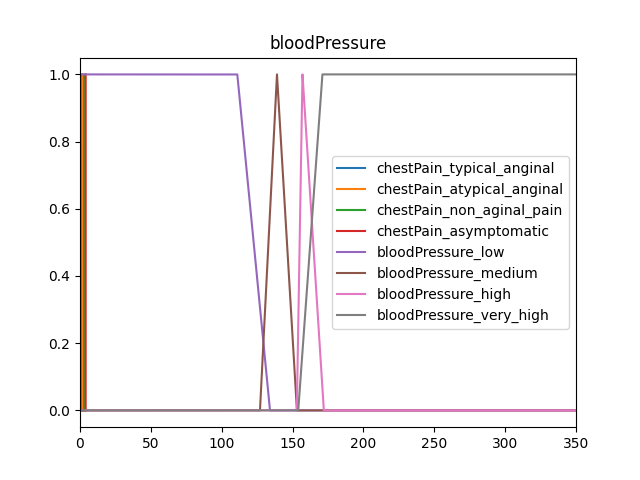 bloodPressure
1.0
0.8
0.6
0.4
0.2
0.0
chestPain_typical_anginal
chestPain_atypical_anginal
chestPain_non_aginal_pain
chestPain_asymptomatic
bloodPressure_low
bloodPressure_medium
bloodPressure_high
bloodPressure_very_high
0 50 100 150 200 250 300 350